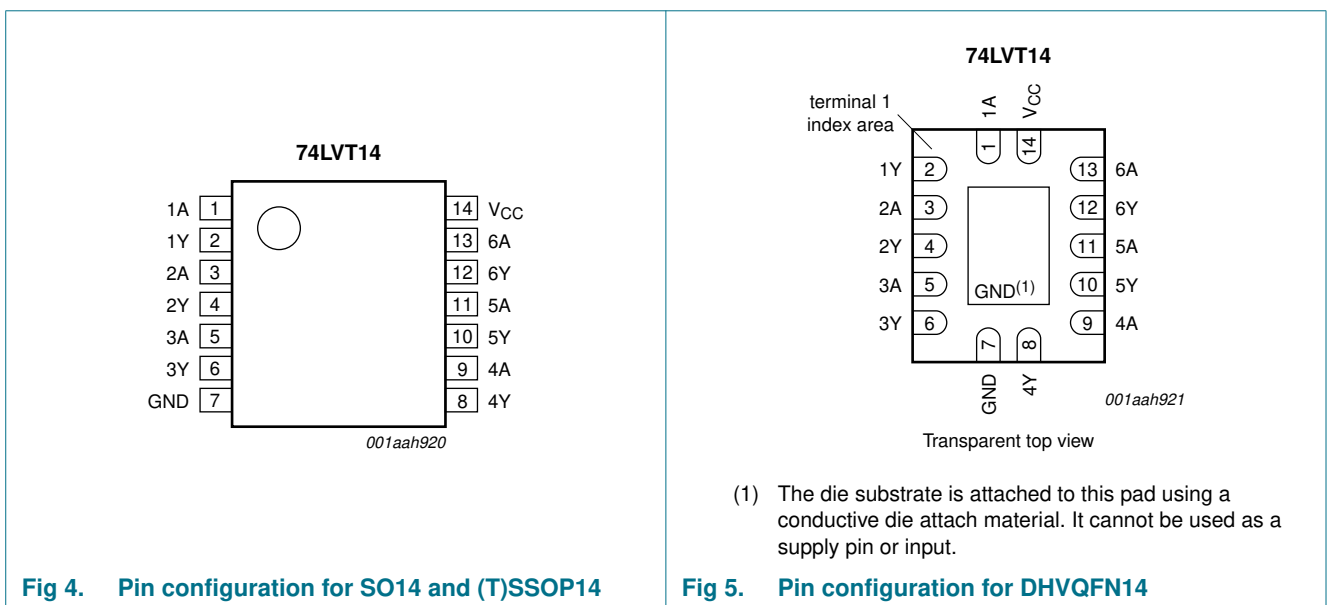 74LVT14
1A 1
1Y 2
2A 3
2Y 4
3A 5
3Y 6
GND 7
14 VCC
13 6A
12 6Y
11 5A
10 5Y
9 4A
8 4Y
001aah920
Fig 4. Pin configuration for SO14 and (T)SSOP14
74LVT14
terminal 1
index area
1A
VCC
1
14
1Y 2
2A 3
2Y 4
3A 5
3Y 6
13 6A
12 6Y
11 5A
10 5Y
9 4A
GND(1)
7
8
GND
4Y
001aah921
Transparent top view
(1) The die substrate is attached to this pad using a
conductive die attach material. It cannot be used as a
supply pin or input.
Fig 5. Pin configuration for DHVQFN14